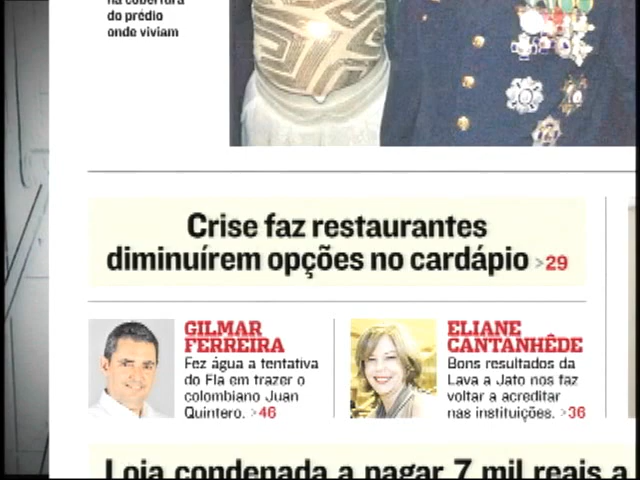 na cobertura
do prédio
onde viviam
Crise faz restaurantes
diminuírem opções no cardápio >29
GILMAR
FERREIRA
Fez água a tentativa
do Fla em trazer o
colombiano Juan
Quintero. >46
ELIANE
CANTANHÊDE
Bons resultados da
Lava a Jato nos faz
voltar a acreditar
nas instituições. >36
Loja condenada a pagar 7 mil reais a